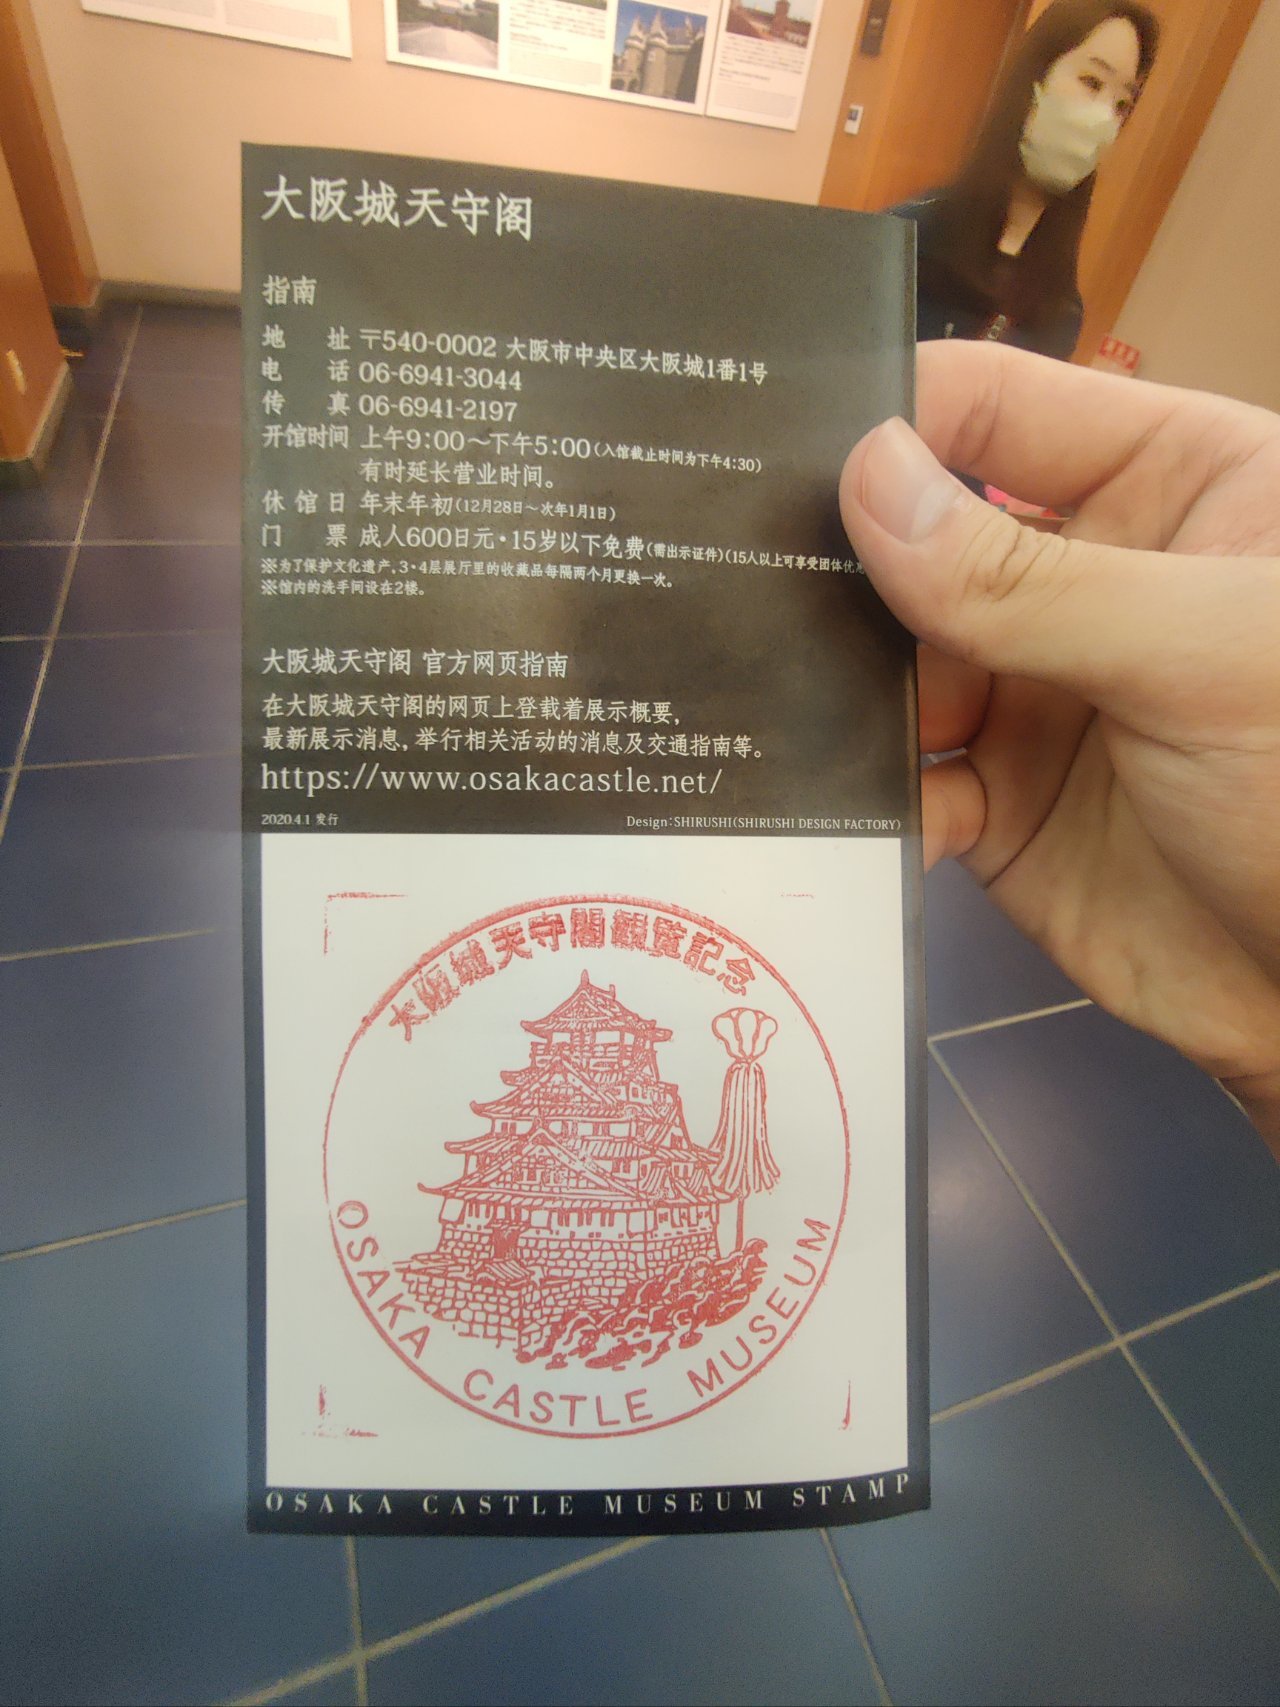 大阪城天守阁
指南
地 址 〒540-0002 大阪市中央区大阪城1番1号
电 话 06-6941-3044
传 真 06-6941-2197
开馆时间 上午9:00～下午5:00(入馆截止时间为下午4:30)
有时延长营业时间。
休馆日 年末年初(12月28日～次年1月1日)
门 票 成人600日元・15岁以下免费(需出示证件)(15人以上可享受团体优
※为了保护文化遗产,3・4层展厅里的收藏品每隔两个月更换一次。
※馆内的洗手间设在2楼。
大阪城天守阁 官方网页指南
在大阪城天守阁的网页上登载着展示概要,
最新展示消息,举行相关活动的消息及交通指南等。
https://www.osakacastle.net/
2020.4.1 发行
Design:SHIRUSHI(SHIRUSHI DESIGN FACTORY)
大阪城天守閣観覧記念
OSAKA CASTLE MUSEUM
OSAKA CASTLE MUSEUM STAMP